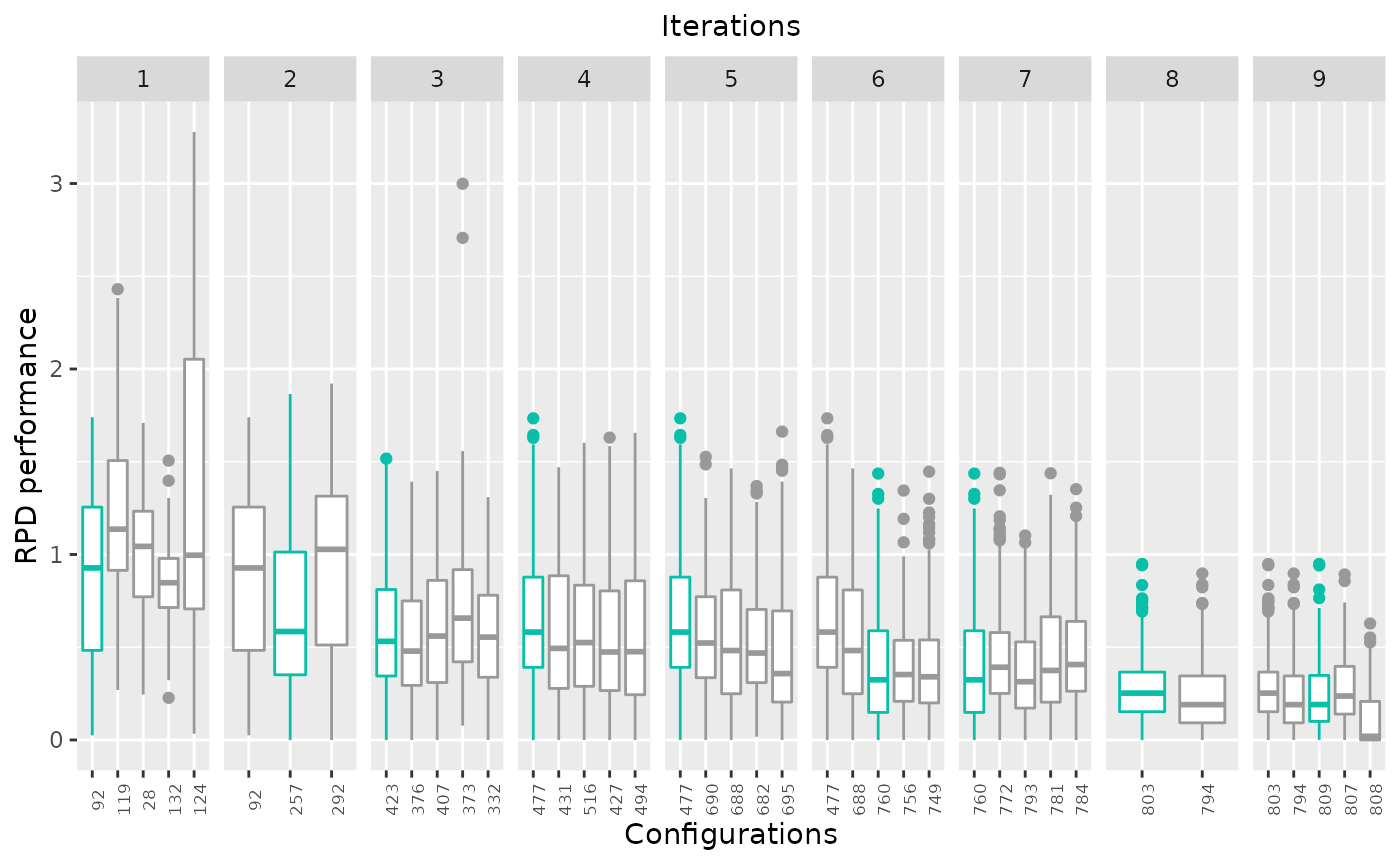 Iterations
1 2 3 4 5 6 7 8 9
RPD performance
3
2
1
0
92 119 28 132 124 92 257 292 423 376 407 373 332 477 431 516 427 494 477 690 688 682 695 477 688 760 756 749 760 772 793 781 784 803 794 803 794 809 807 808
Configurations